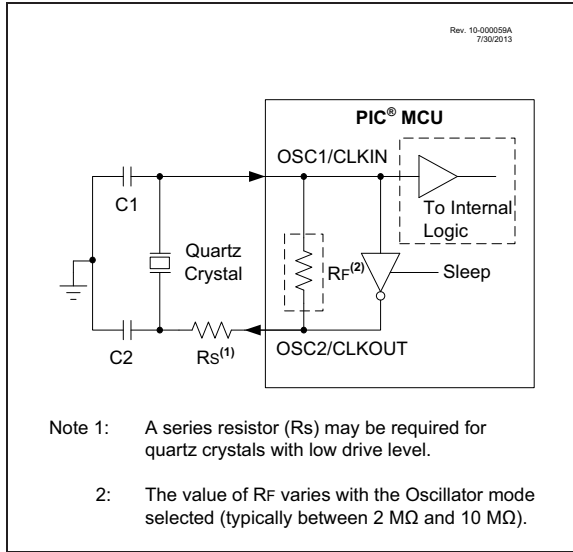 Rev. 10-000059A
7/30/2013
PIC® MCU
OSC1/CLKIN
C1
To Internal
Logic
Quartz
Crystal
RF(2)
Sleep
C2
RS(1)
OSC2/CLKOUT
Note 1: A series resistor (Rs) may be required for
quartz crystals with low drive level.
2: The value of RF varies with the Oscillator mode
selected (typically between 2 MΩ and 10 MΩ).